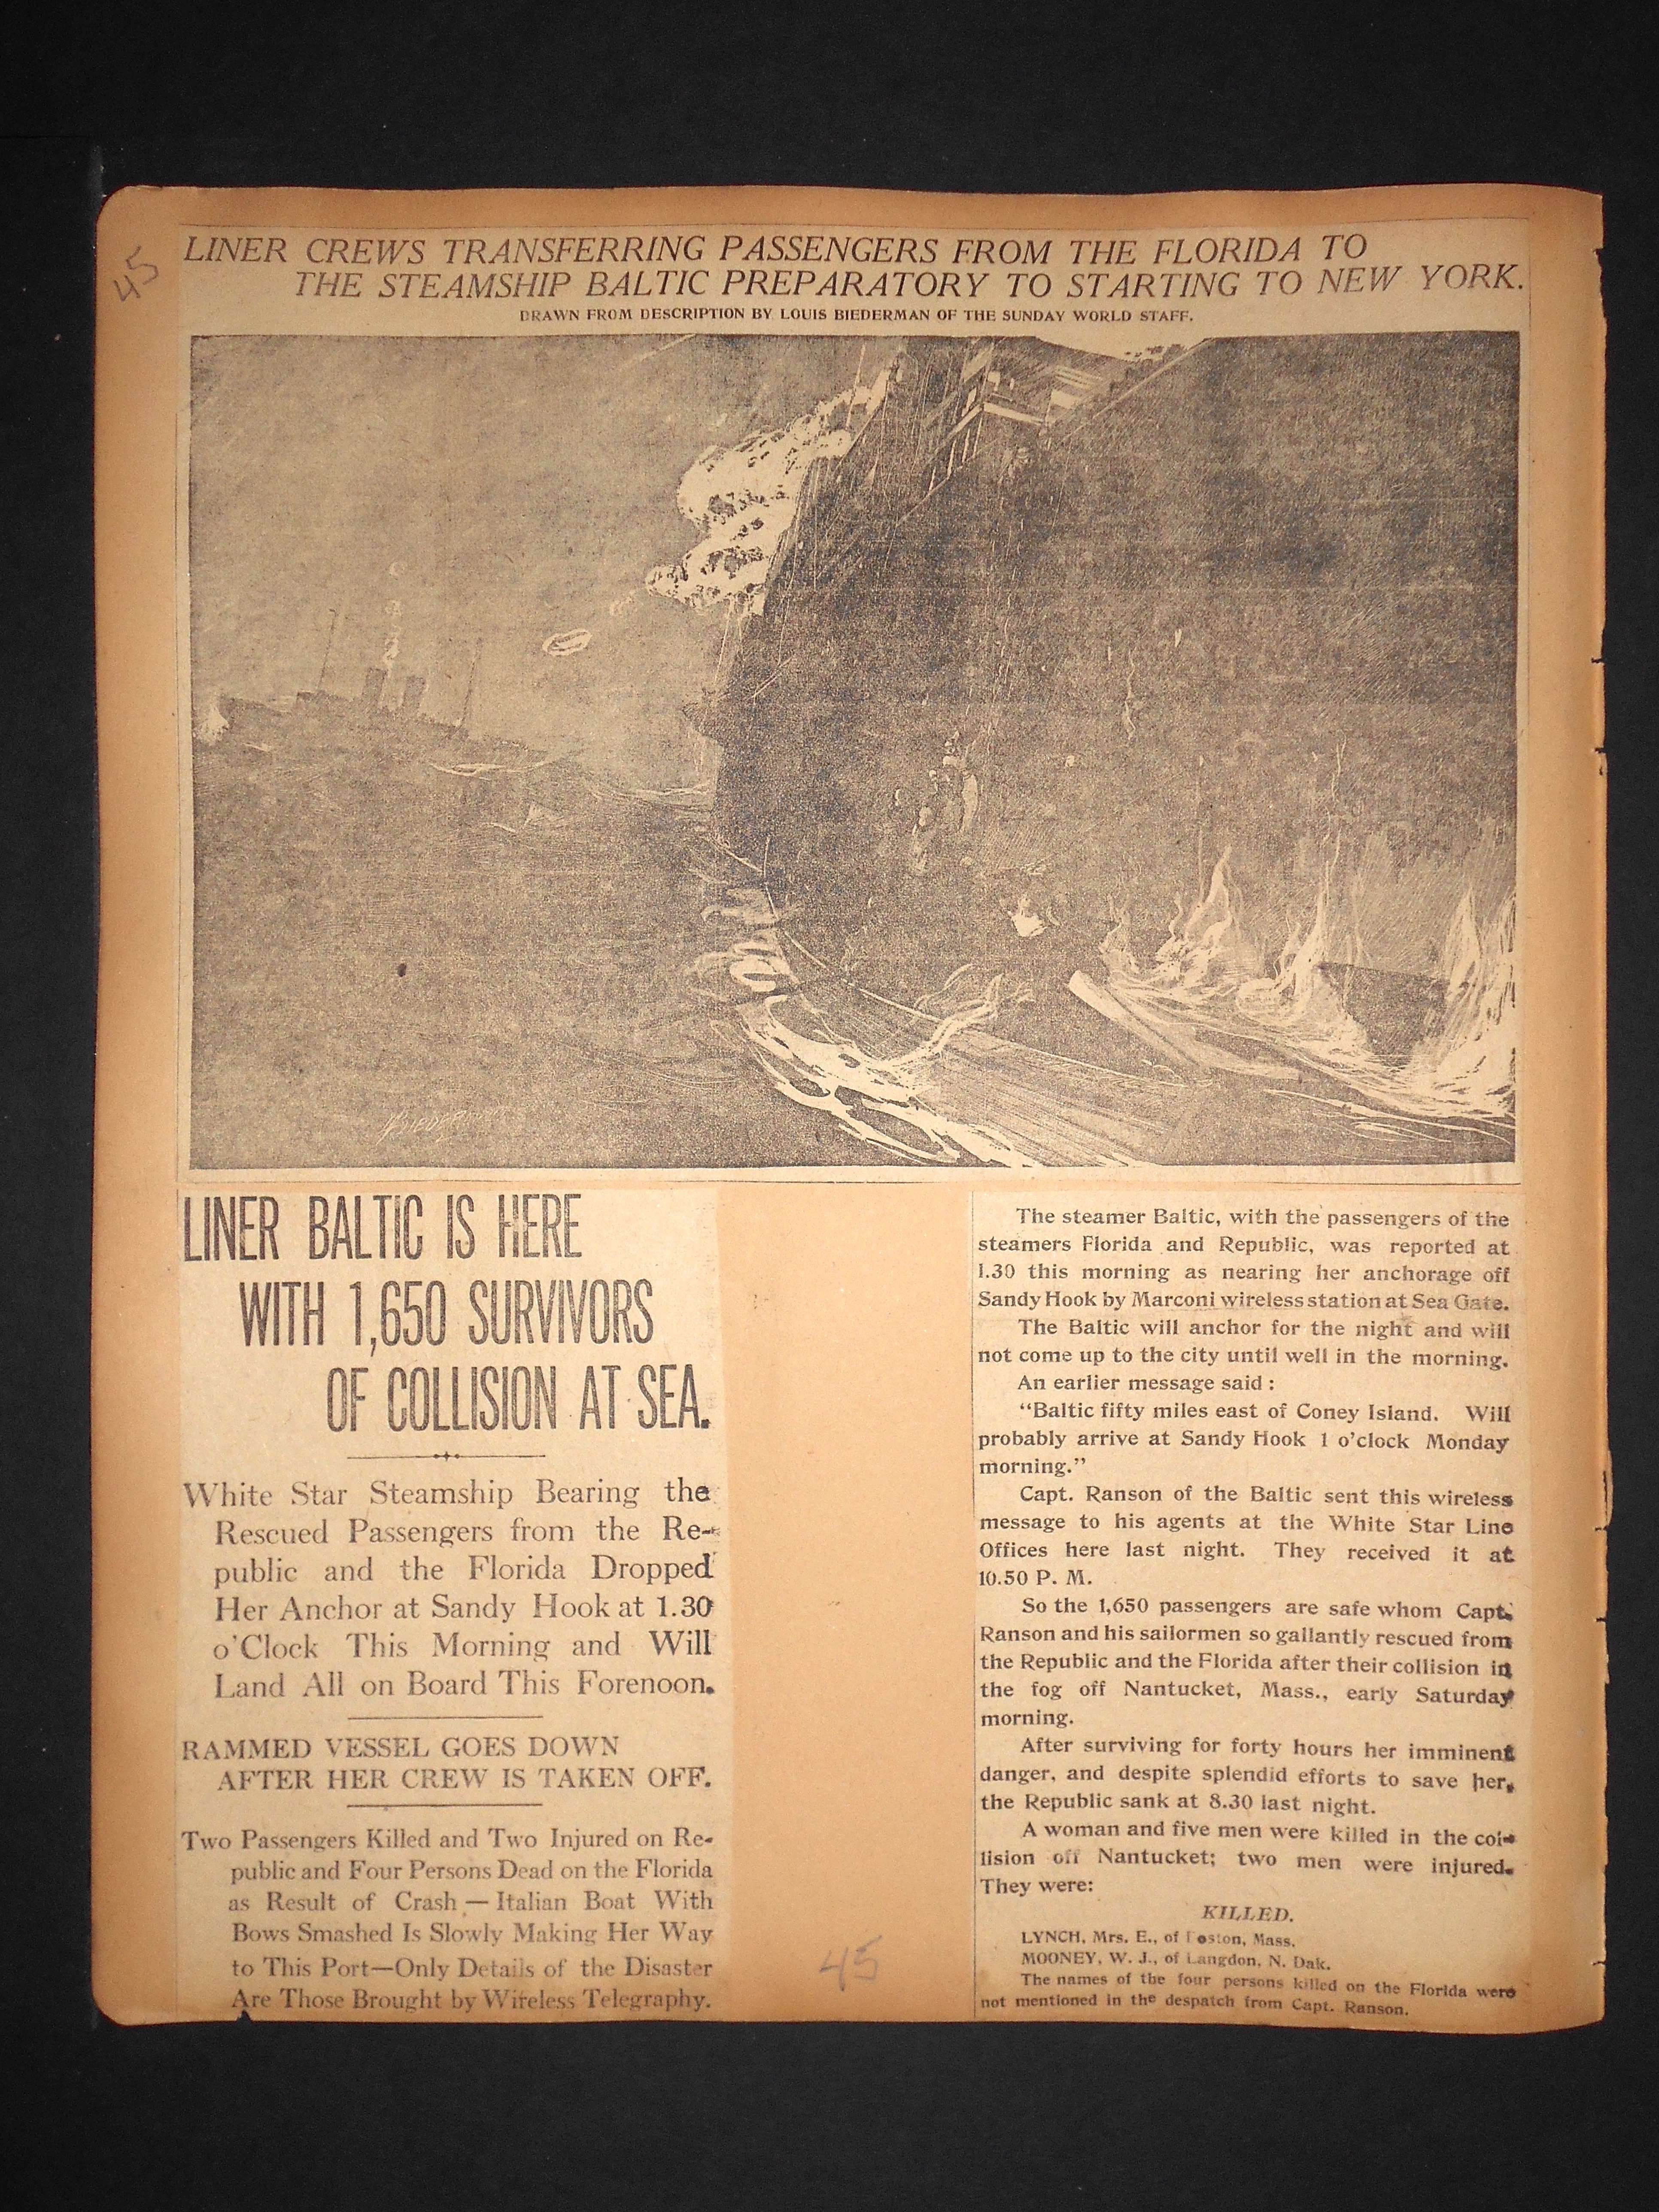 45
LINER CREWS TRANSFERRING PASSENGERS FROM THE FLORIDA TO
THE STEAMSHIP BALTIC PREPARATORY TO STARTING TO NEW YORK.
DRAWN FROM DESCRIPTION BY LOUIS BIEDERMAN OF THE SUNDAY WORLD STAFF.
LINER BALTIC IS HERE
WITH 1,650 SURVIVORS
OF COLLISION AT SEA.
White Star Steamship Bearing the
Rescued Passengers from the Re-
public and the Florida Dropped
Her Anchor at Sandy Hook at 1.30
o'Clock This Morning and Will
Land All on Board This Forenoon.
RAMMED VESSEL GOES DOWN
AFTER HER CREW IS TAKEN OFF.
Two Passengers Killed and Two Injured on Re-
public and Four Persons Dead on the Florida
as Result of Crash — Italian Boat With
Bows Smashed Is Slowly Making Her Way
to This Port—Only Details of the Disaster
Are Those Brought by Wireless Telegraphy.
45
The steamer Baltic, with the passengers of the
steamers Florida and Republic, was reported at
1.30 this morning as nearing her anchorage off
Sandy Hook by Marconi wireless station at Sea Gate.
The Baltic will anchor for the night and will
not come up to the city until well in the morning.
An earlier message said:
"Baltic fifty miles east of Coney Island. Will
probably arrive at Sandy Hook 1 o'clock Monday
morning."
Capt. Ranson of the Baltic sent this wireless
message to his agents at the White Star Line
Offices here last night. They received it at
10.50 P. M.
So the 1,650 passengers are safe whom Capt.
Ranson and his sailormen so gallantly rescued from
the Republic and the Florida after their collision in
the fog off Nantucket, Mass., early Saturday
morning.
After surviving for forty hours her imminent
danger, and despite splendid efforts to save her,
the Republic sank at 8.30 last night.
A woman and five men were killed in the col-
lision off Nantucket; two men were injured.
They were:
KILLED.
LYNCH, Mrs. E., of Boston, Mass.
MOONEY, W. J., of Langdon, N. Dak.
The names of the four persons killed on the Florida were
not mentioned in the despatch from Capt. Ranson.